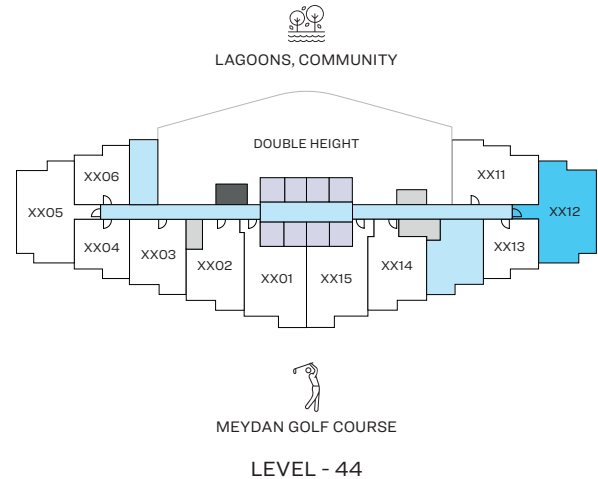 LAGOONS, COMMUNITY
DOUBLE HEIGHT
XX06
XX11
XX05
XX12
XX04
XX03
XX02
XX01
XX15
XX14
XX13
MEYDAN GOLF COURSE
LEVEL - 44